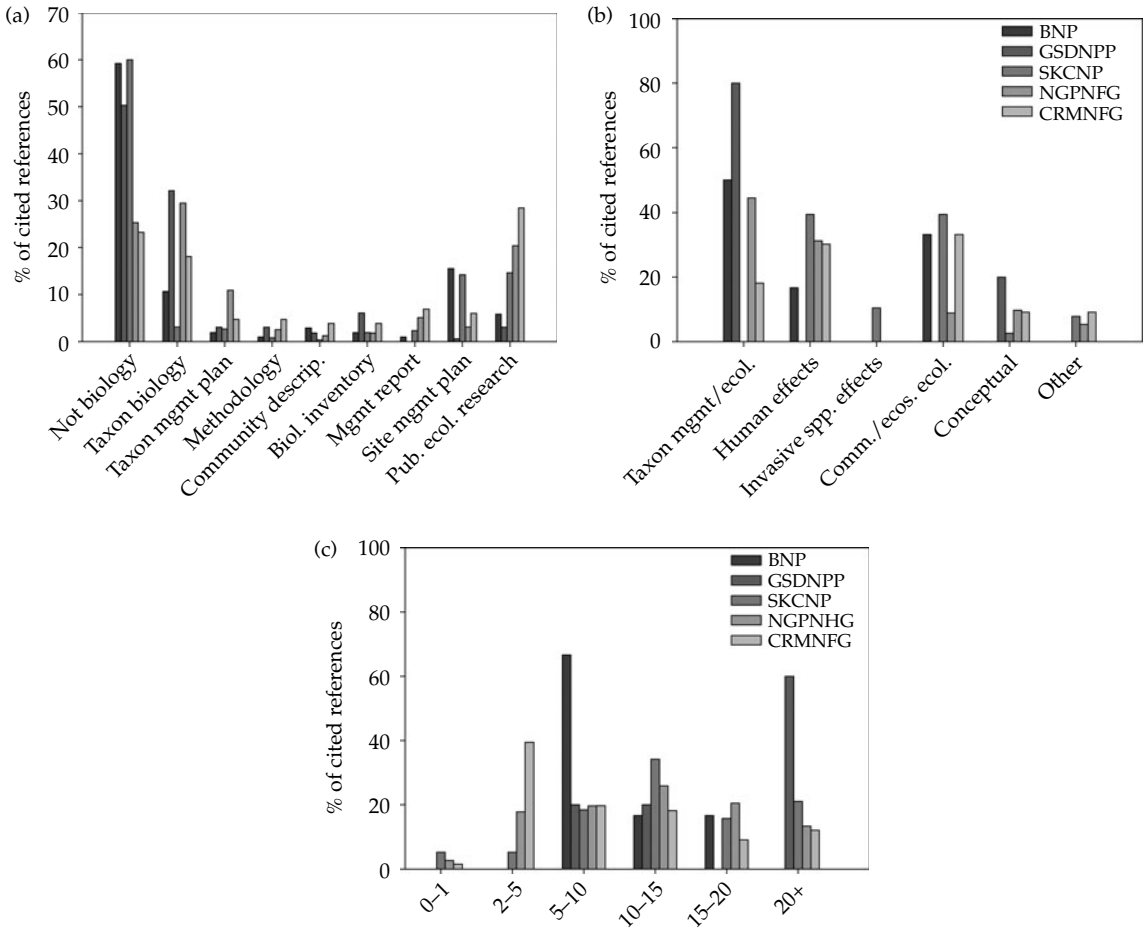 (a)
% of cited references
70
60
50
40
30
20
10
0
Not biology
Taxon biology
Taxon mgmt plan
Methodology
Community descrip.
Biol. inventory
Mgmt report
Site mgmt plan
Pub. ecol. research
(b)
% of cited references
100
80
60
40
20
0
BNP
GSDNPP
SKCNP
NGPNFG
CRMNFG
Taxon mgmt/ecol.
Human effects
Invasive spp. effects
Comm./ecos. ecol.
Conceptual
Other
(c)
% of cited references
100
80
60
40
20
0
BNP
GSDNPP
SKCNP
NGPNHG
CRMNFG
0–1
2–5
5–10
10–15
15–20
20+